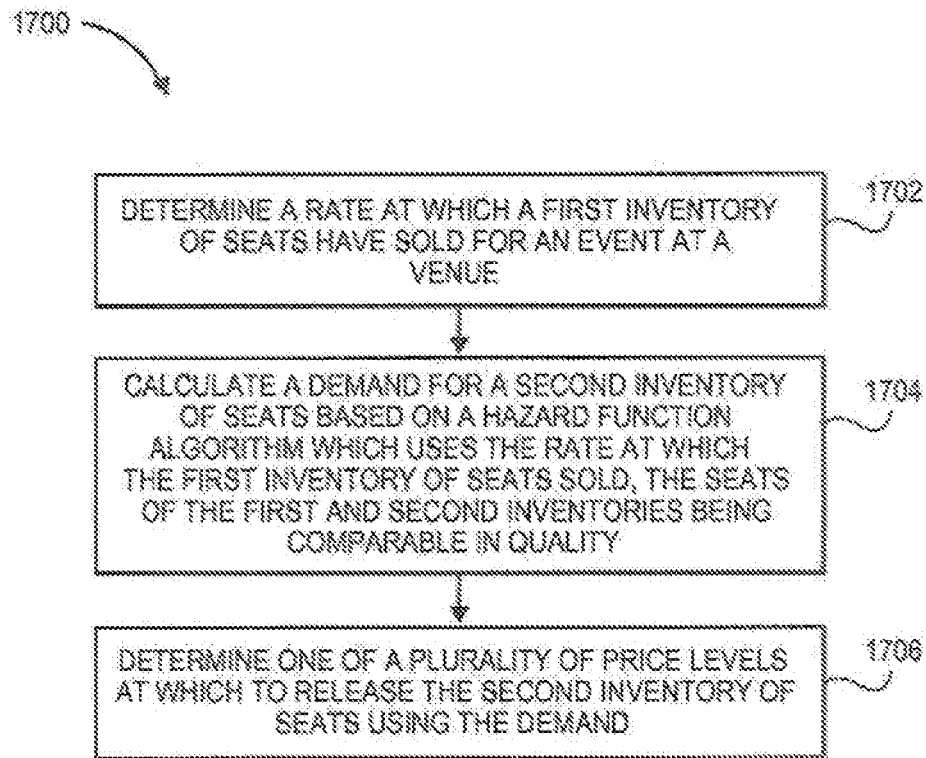 1700
DETERMINE A RATE AT WHICH A FIRST INVENTORY
OF SEATS HAVE SOLD FOR AN EVENT AT A
VENUE
1702
CALCULATE A DEMAND FOR A SECOND INVENTORY
OF SEATS BASED ON A HAZARD FUNCTION
ALGORITHM WHICH USES THE RATE AT WHICH
THE FIRST INVENTORY OF SEATS SOLD, THE SEATS
OF THE FIRST AND SECOND INVENTORIES BEING
COMPARABLE IN QUALITY
1704
DETERMINE ONE OF A PLURALITY OF PRICE LEVELS
AT WHICH TO RELEASE THE SECOND INVENTORY OF
SEATS USING THE DEMAND
1706